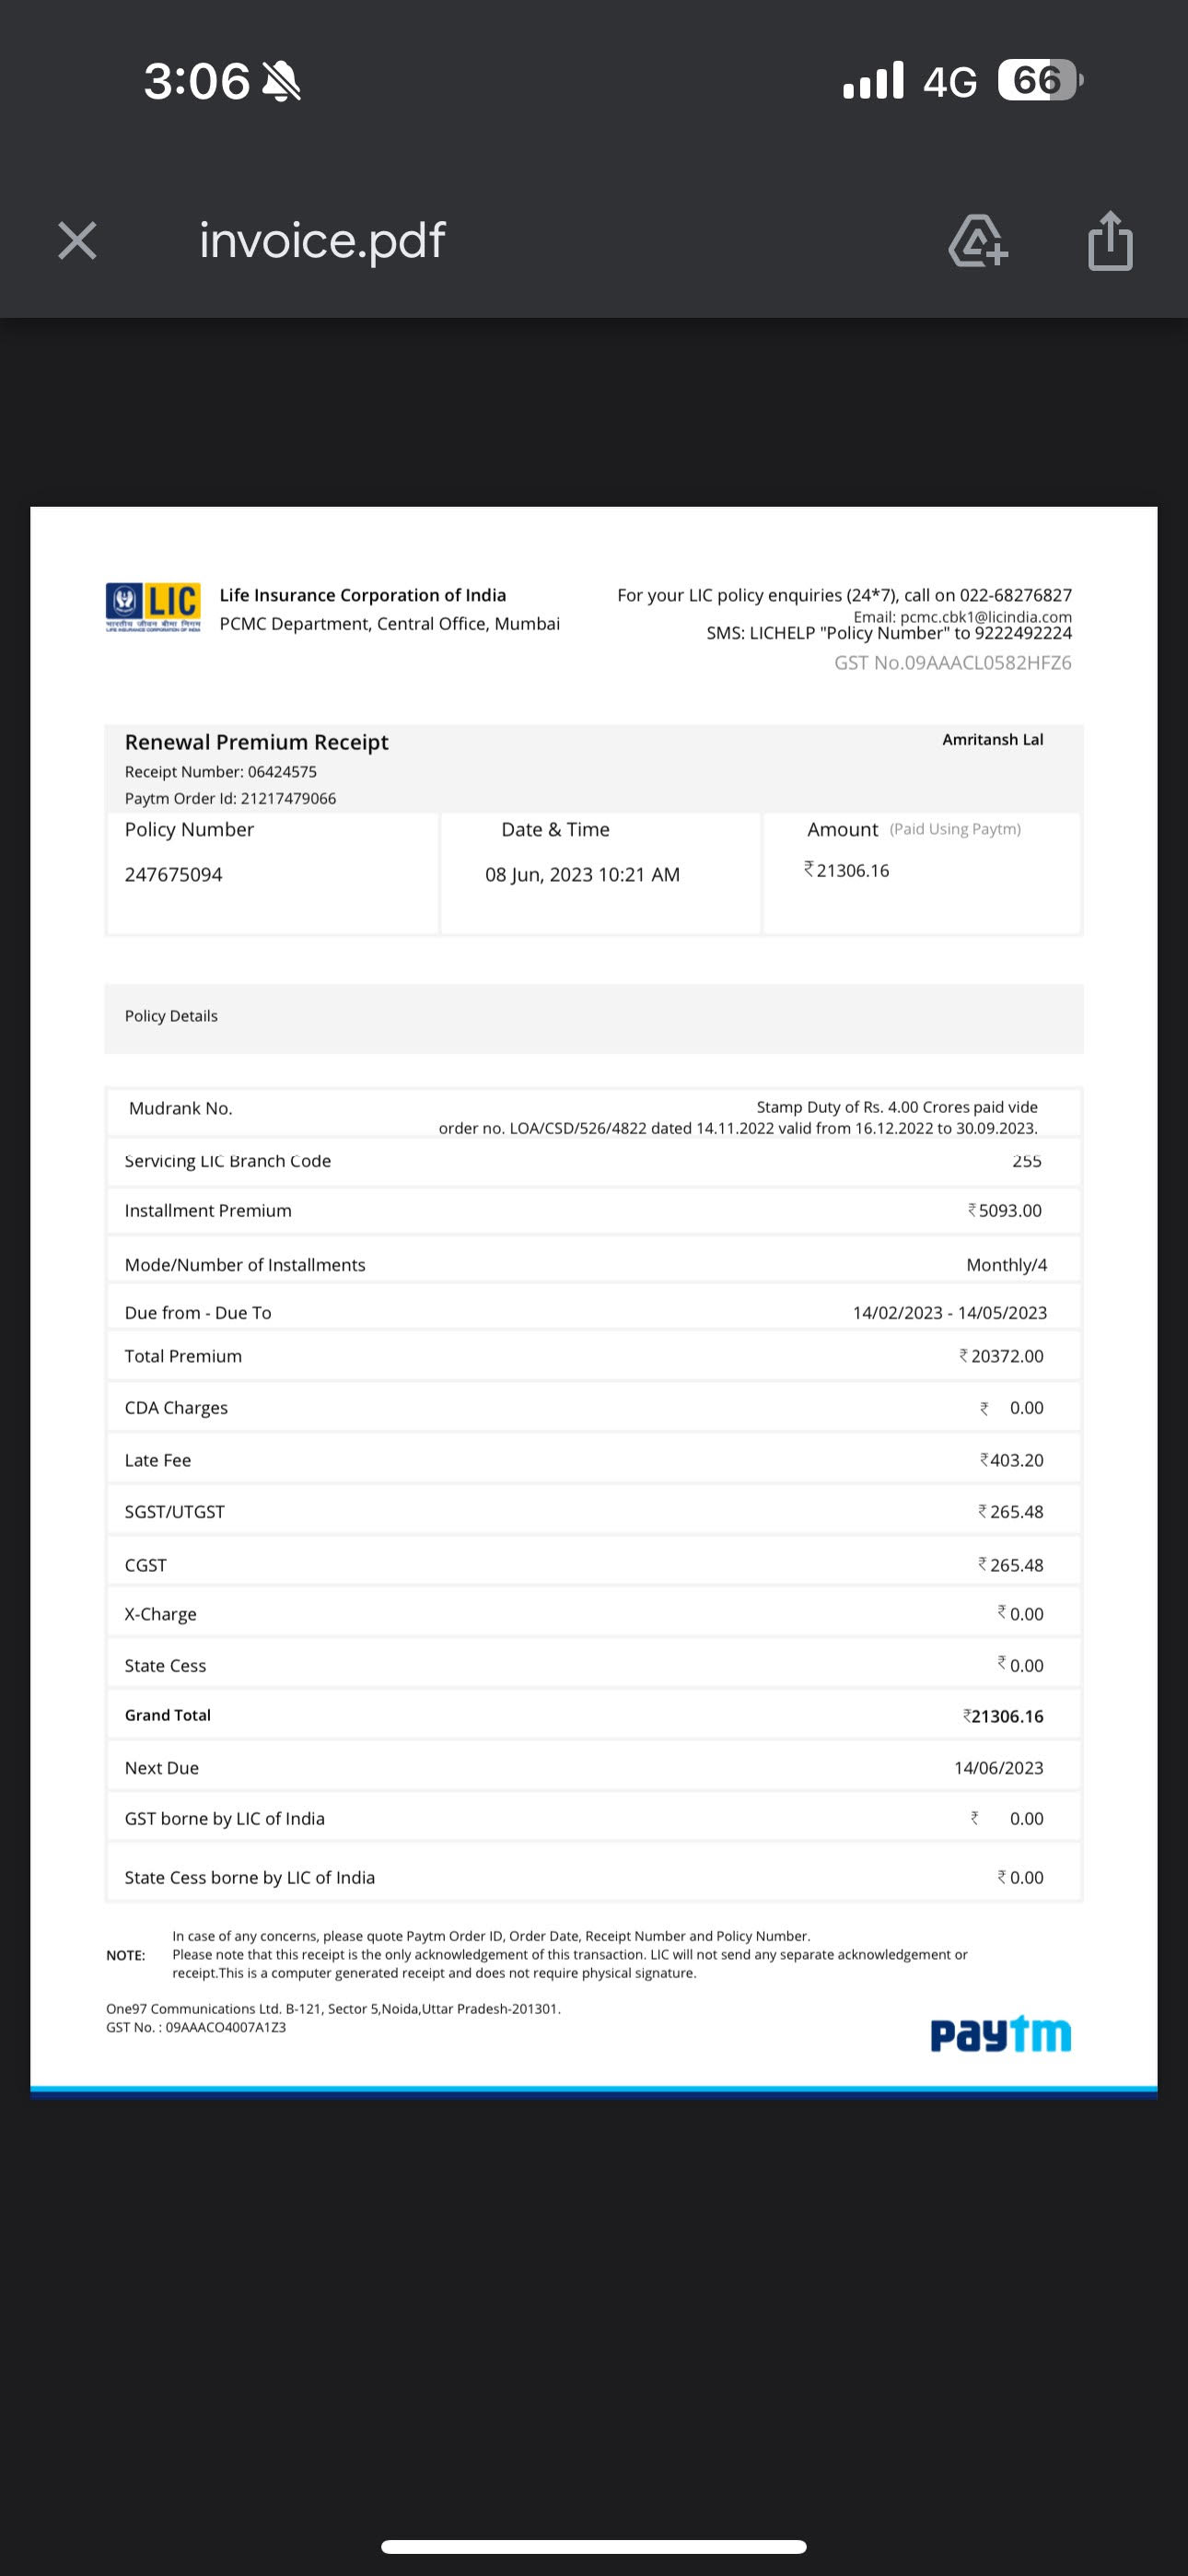 3:06
4G
66
invoice.pdf
LIC
भारतीय जीवन बीमा निगम
LIFE INSURANCE CORPORATION OF INDIA
Life Insurance Corporation of India
PCMC Department, Central Office, Mumbai
For your LIC policy enquiries (24*7), call on 022-68276827
Email: pcmc.cbk1@licindia.com
SMS: LICHELP "Policy Number" to 9222492224
GST No.09AAACL0582HFZ6
Renewal Premium Receipt
Amritansh Lal
Receipt Number: 06424575
Paytm Order Id: 21217479066
Policy Number
Date & Time
Amount (Paid Using Paytm)
247675094
08 Jun, 2023 10:21 AM
₹21306.16
Policy Details
Mudrank No.
Stamp Duty of Rs. 4.00 Crores paid vide
order no. LOA/CSD/526/4822 dated 14.11.2022 valid from 16.12.2022 to 30.09.2023.
Servicing LIC Branch Code 255
Installment Premium ₹5093.00
Mode/Number of Installments Monthly/4
Due from - Due To 14/02/2023 - 14/05/2023
Total Premium ₹20372.00
CDA Charges ₹ 0.00
Late Fee ₹403.20
SGST/UTGST ₹265.48
CGST ₹265.48
X-Charge ₹0.00
State Cess ₹0.00
Grand Total ₹21306.16
Next Due 14/06/2023
GST borne by LIC of India ₹ 0.00
State Cess borne by LIC of India ₹0.00
NOTE:
In case of any concerns, please quote Paytm Order ID, Order Date, Receipt Number and Policy Number.
Please note that this receipt is the only acknowledgement of this transaction. LIC will not send any separate acknowledgement or
receipt.This is a computer generated receipt and does not require physical signature.
One97 Communications Ltd. B-121, Sector 5,Noida,Uttar Pradesh-201301.
GST No. : 09AAACO4007A1Z3
paytm